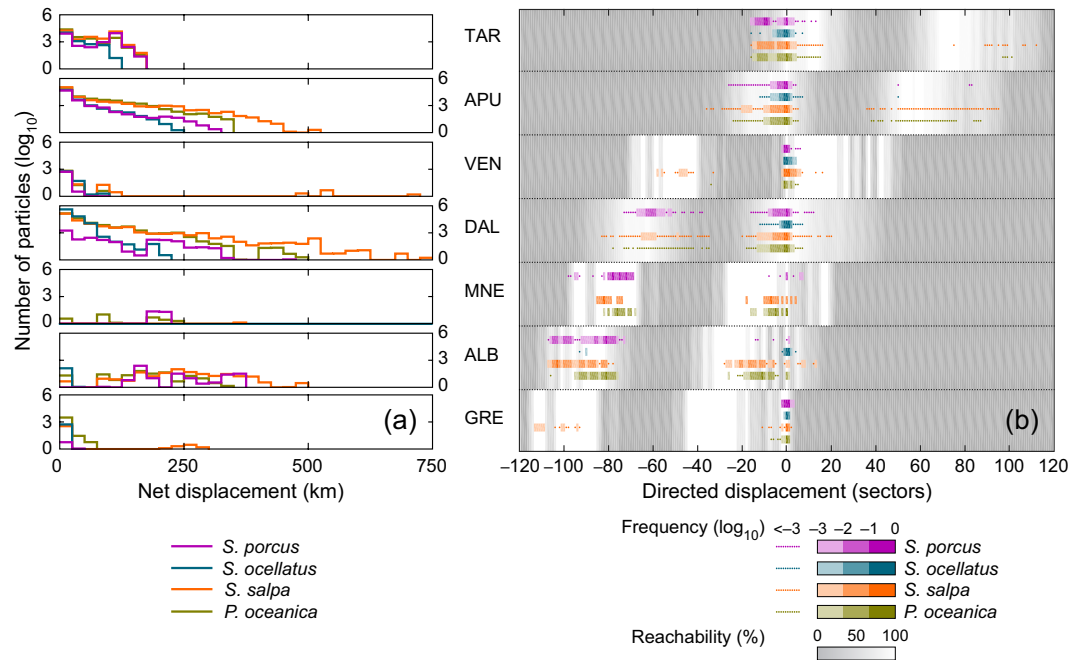 6
3
0
TAR
6
3
0
APU
6
3
0
VEN
6
3
0
DAL
6
3
0
MNE
6
3
0
ALB
6
3
0
GRE
Number of particles (log10)
(a)
(b)
0 250 500 750
Net displacement (km)
–120 –100 –80 –60 –40 –20 0 20 40 60 80 100 120
Directed displacement (sectors)
S. porcus
S. ocellatus
S. salpa
P. oceanica
Frequency (log10) <–3 –3 –2 –1 0
S. porcus
S. ocellatus
S. salpa
P. oceanica
Reachability (%) 0 50 100